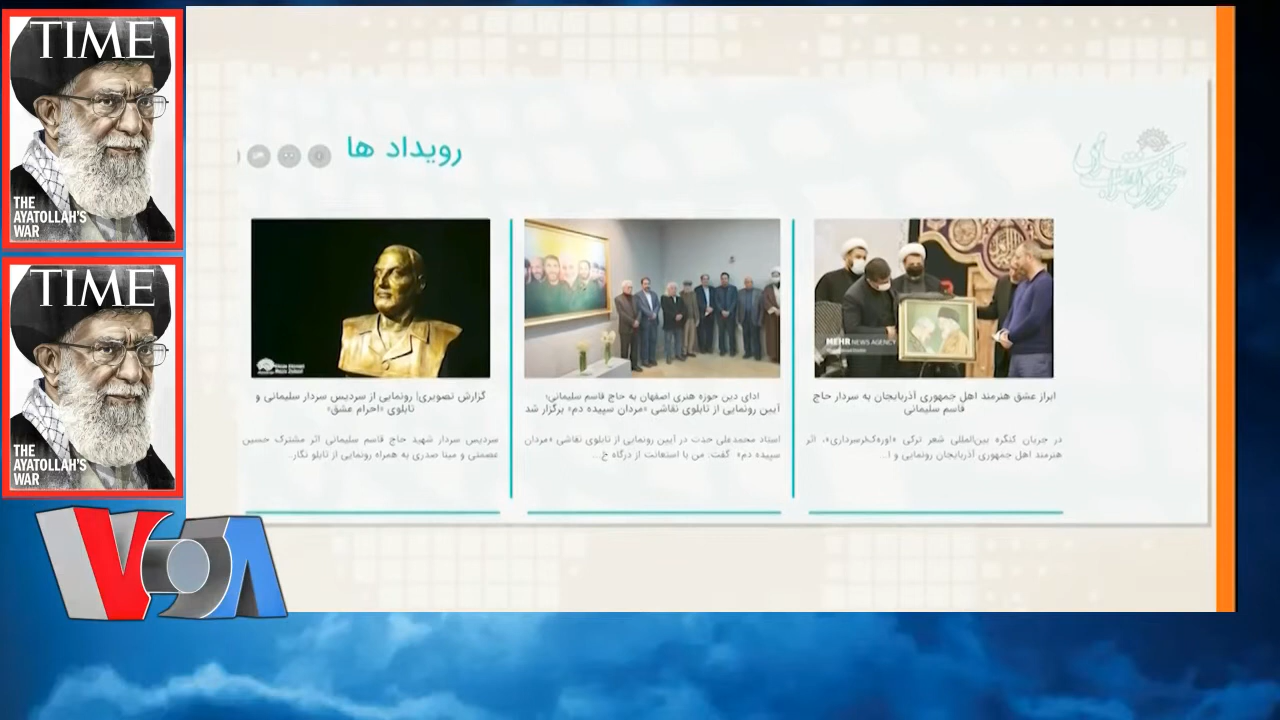 TIME
THE
AYATOLLAH'S
WAR
TIME
THE
AYATOLLAH'S
WAR
VOA
رویداد ها
ابراز عشق هنرمند اهل جمهوری آذربایجان به سردار حاج
قاسم سلیمانی
در جریان کنگره بین‌المللی شعر ترکی «اوره‌ک‌لرسرداری»، اثر
هنرمند اهل جمهوری آذربایجان رونمایی و ا...
ادای دین حوزه هنری اصفهان به حاج قاسم سلیمانی؛
آیین رونمایی از تابلوی نقاشی «مردان سپیده دم» برگزار شد
استاد محمدعلی حدت در آیین رونمایی از تابلوی نقاشی «مردان
سپیده دم» گفت: من با استعانت از درگاه خ...
گزارش تصویری| رونمایی از سردیس سردار سلیمانی و
تابلوی «احرام عشق»
سردیس سردار شهید حاج قاسم سلیمانی اثر مشترک حسین
عصمتی و مینا صدری به همراه رونمایی از تابلو نگار...
MEHR NEWS AGENCY